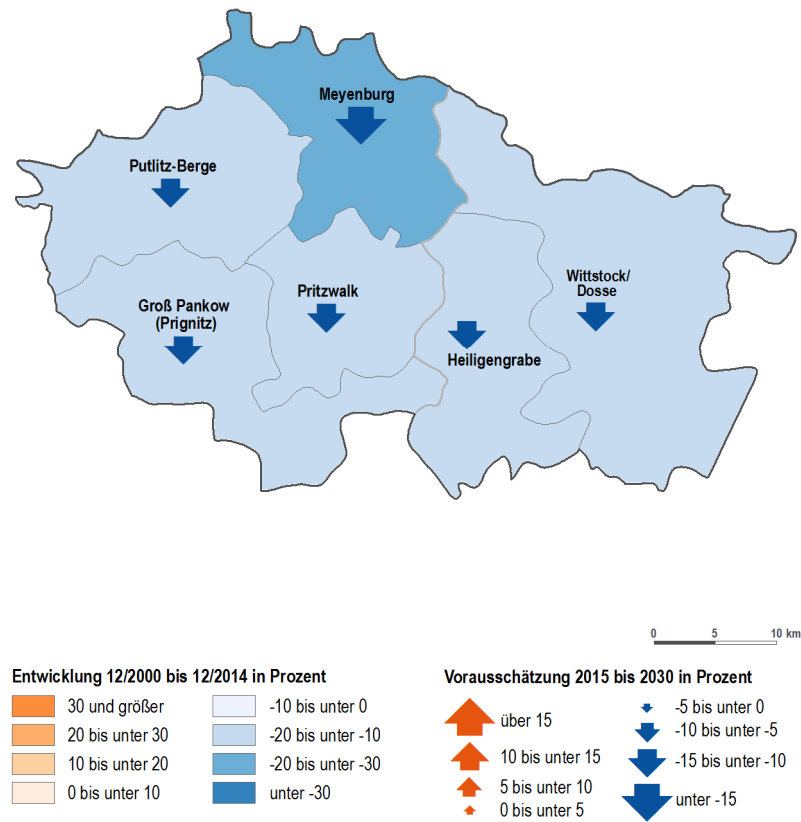 Meyenburg
Putlitz-Berge
Wittstock/
Dosse
Groß Pankow
(Prignitz)
Pritzwalk
Heiligengrabe
0 5 10 km
Entwicklung 12/2000 bis 12/2014 in Prozent
30 und größer
20 bis unter 30
10 bis unter 20
0 bis unter 10
-10 bis unter 0
-20 bis unter -10
-20 bis unter -30
unter -30
Vorausschätzung 2015 bis 2030 in Prozent
über 15
10 bis unter 15
5 bis unter 10
0 bis unter 5
-5 bis unter 0
-10 bis unter -5
-15 bis unter -10
unter -15